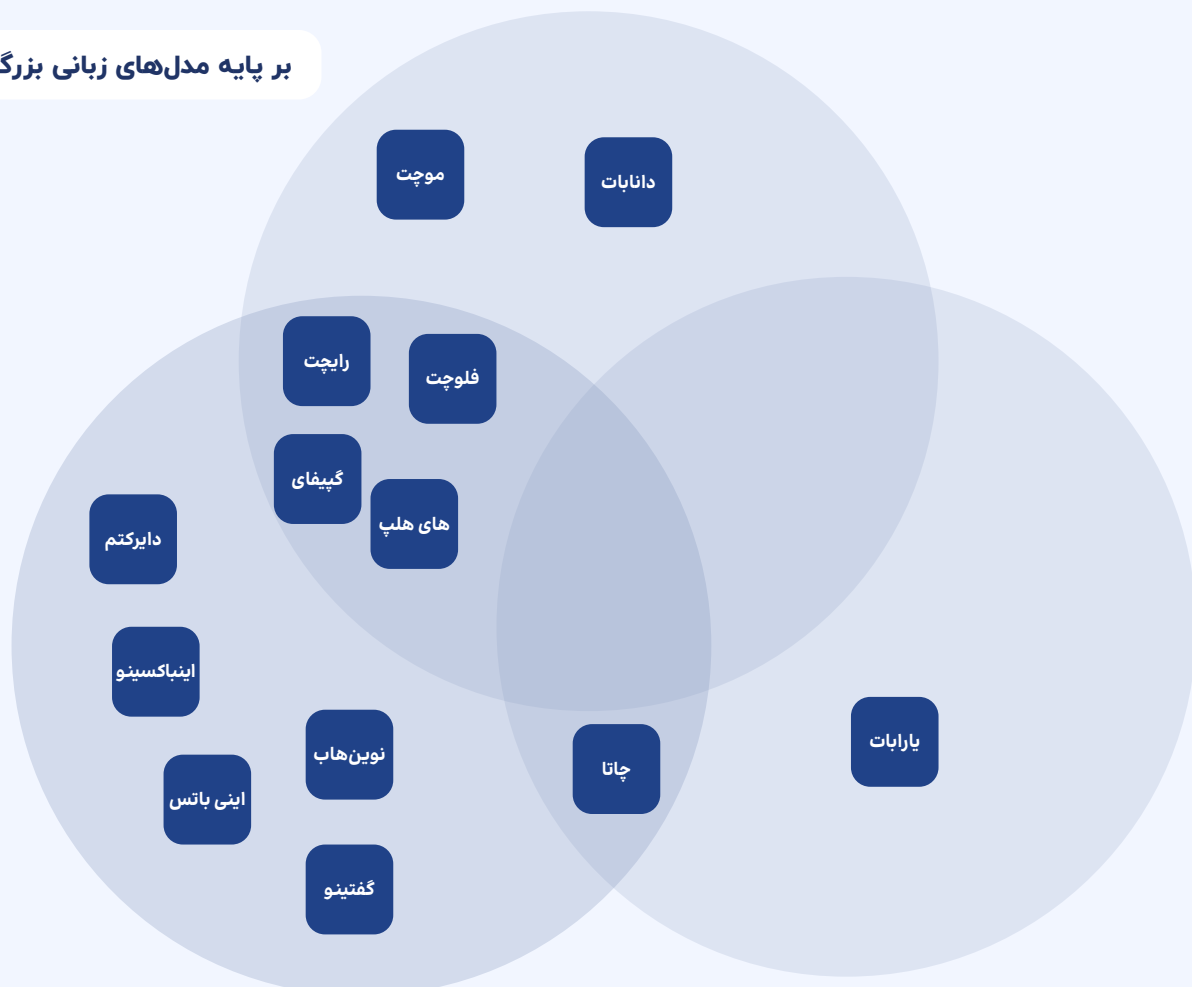 بر پایه مدل‌های زبانی بزرگ
موچت
دانابات
رایچت
فلوچت
گپیفای
های هلپ
دایرکتم
اینباکسینو
نوین‌هاب
چاتا
یارابات
اینی باتس
گفتینو